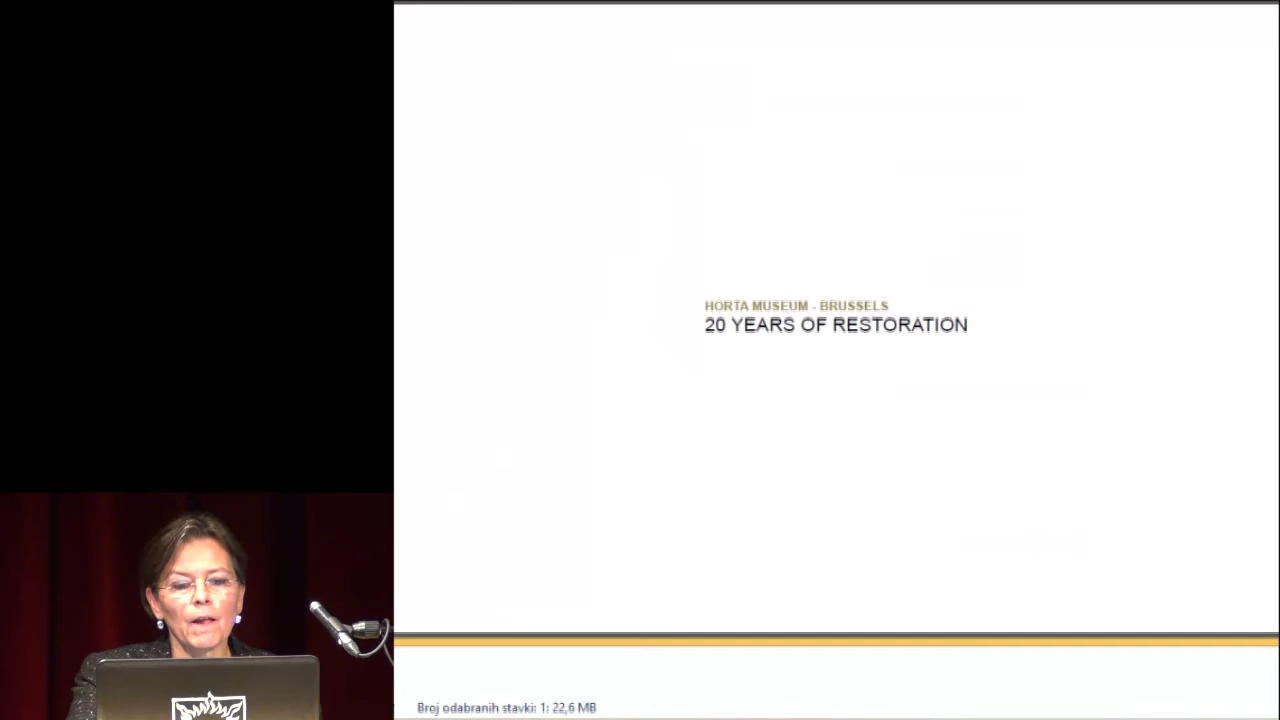 HORTA MUSEUM - BRUSSELS
20 YEARS OF RESTORATION
Broj odabranih stavki: 1: 22,6 MB